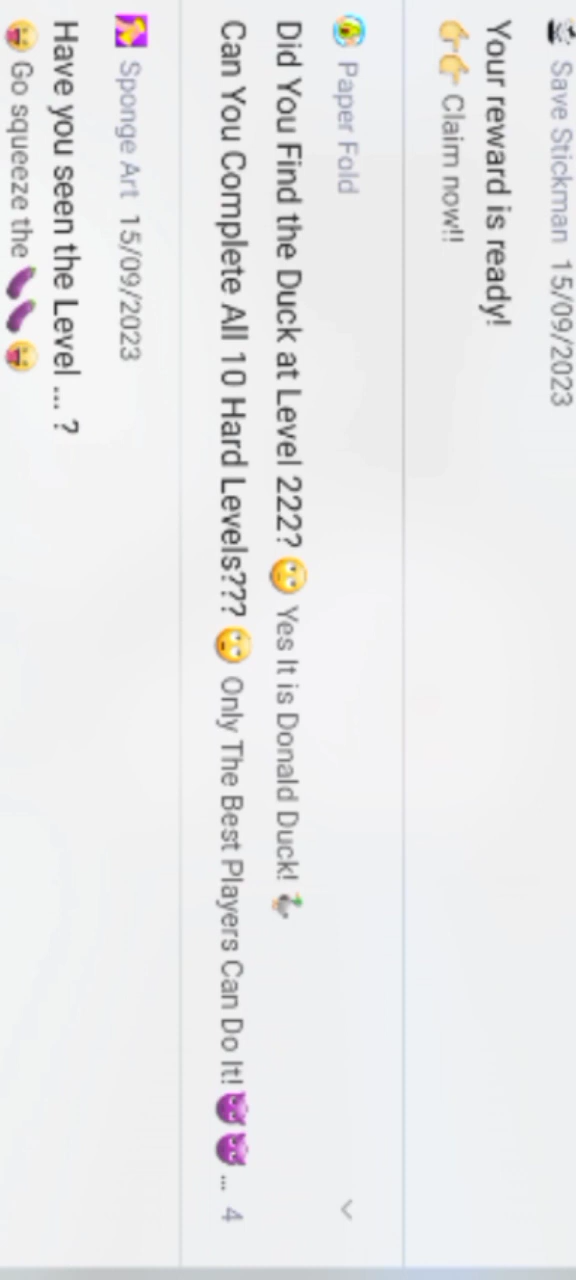 Save Stickman 15/09/2023
Your reward is ready!
👉👉 Claim now!!
Paper Fold
Did You Find the Duck at Level 222? 😳 Yes It is Donald Duck! 🦆
Can You Complete All 10 Hard Levels??? 😳 Only The Best Players Can Do It! 😈😈... 4
Sponge Art 15/09/2023
Have you seen the Level ... ?
😝 Go squeeze the 🍆🍆 😝